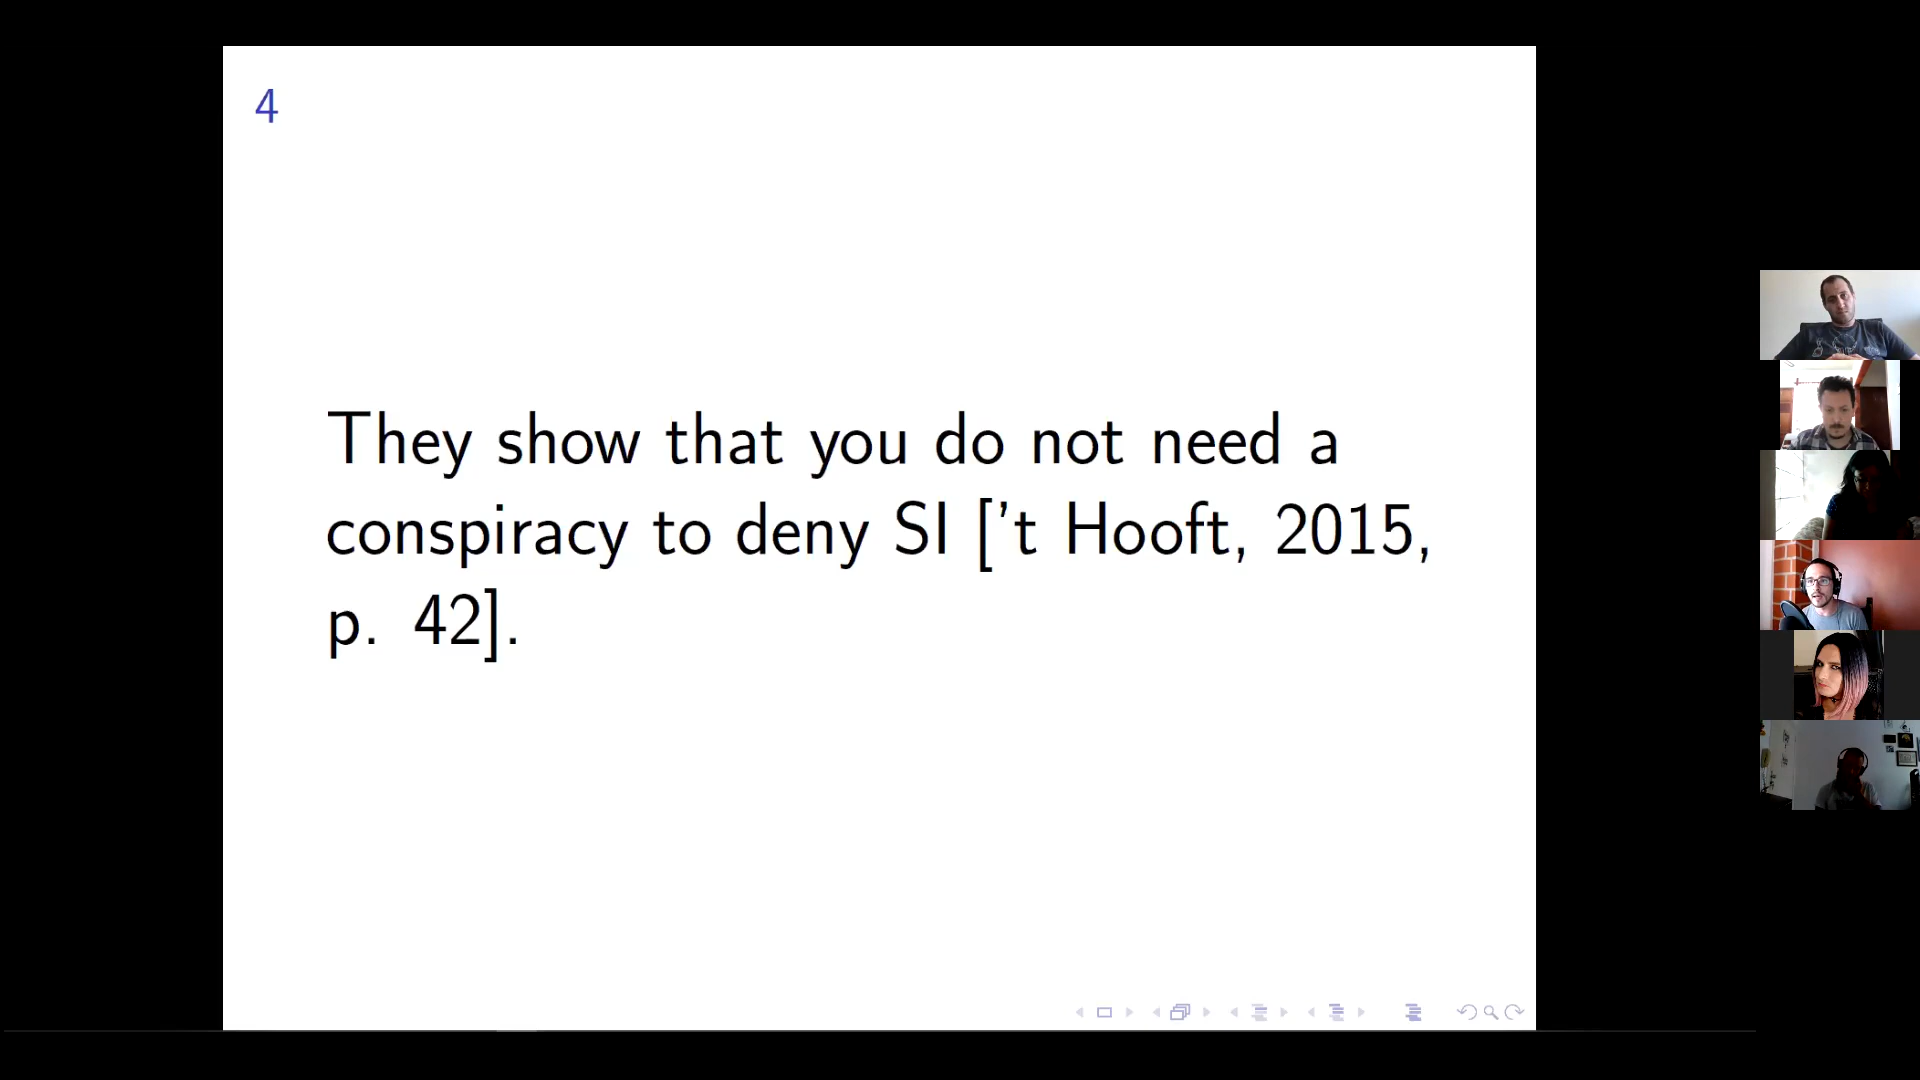 4
They show that you do not need a
conspiracy to deny SI [’t Hooft, 2015,
p. 42].